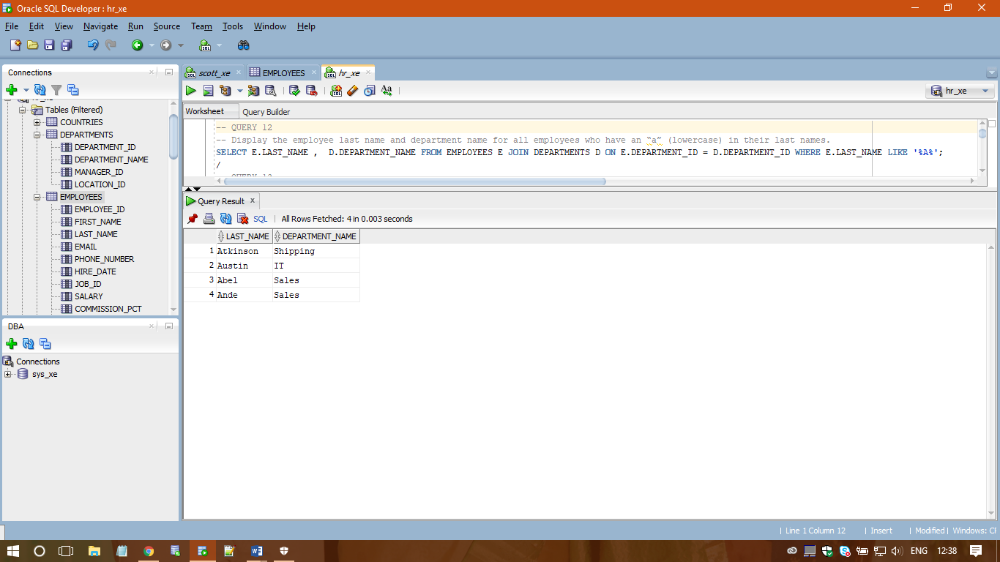 Oracle SQL Developer : hr_xe
File Edit View Navigate Run Source Team Tools Window Help
Connections
Tables (Filtered)
COUNTRIES
DEPARTMENTS
DEPARTMENT_ID
DEPARTMENT_NAME
MANAGER_ID
LOCATION_ID
EMPLOYEES
EMPLOYEE_ID
FIRST_NAME
LAST_NAME
EMAIL
PHONE_NUMBER
HIRE_DATE
JOB_ID
SALARY
COMMISSION_PCT
DBA
Connections
sys_xe
scott_xe EMPLOYEES hr_xe
hr_xe
Worksheet Query Builder
-- QUERY 12
-- Display the employee last name and department name for all employees who have an “a” (lowercase) in their last names.
SELECT E.LAST_NAME , D.DEPARTMENT_NAME FROM EMPLOYEES E JOIN DEPARTMENTS D ON E.DEPARTMENT_ID = D.DEPARTMENT_ID WHERE E.LAST_NAME LIKE '%A%';
/
Query Result x
SQL | All Rows Fetched: 4 in 0.003 seconds
LAST_NAME DEPARTMENT_NAME
1 Atkinson Shipping
2 Austin IT
3 Abel Sales
4 Ande Sales
| Line 1 Column 12 | Insert | Modified | Windows: CF
ENG 12:38